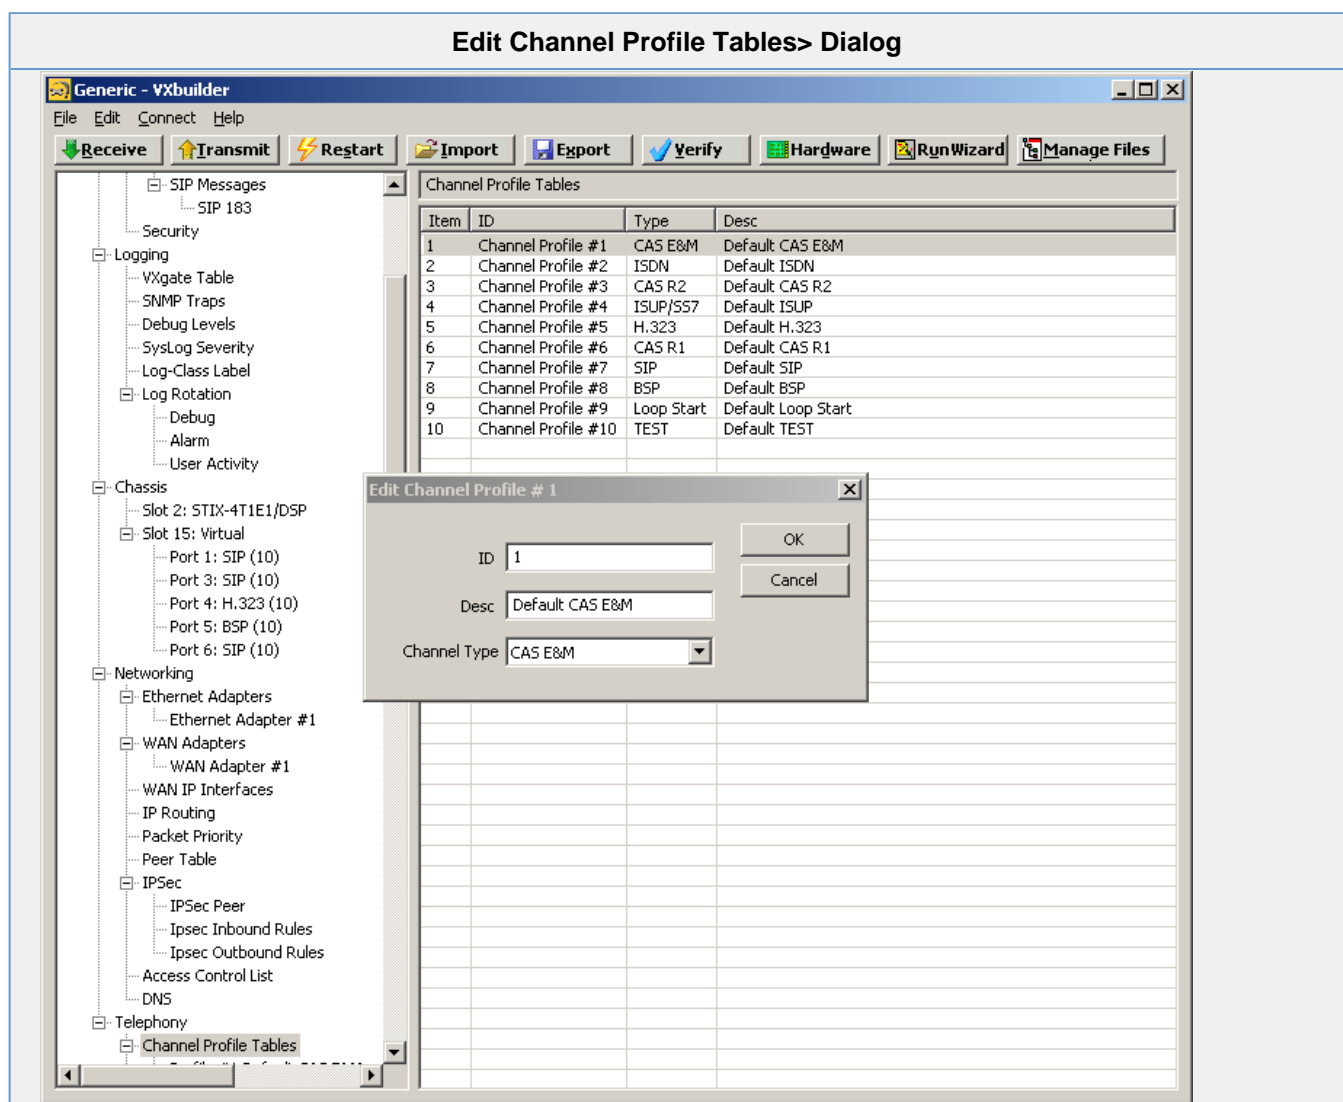 Edit Channel Profile Tables> Dialog
Generic - VXbuilder
File Edit Connect Help
Receive Transmit Restart Import Export Verify Hardware RunWizard Manage Files
SIP Messages
SIP 183
Security
Logging
VXgate Table
SNMP Traps
Debug Levels
SysLog Severity
Log-Class Label
Log Rotation
Debug
Alarm
User Activity
Chassis
Slot 2: STIX-4T1E1/DSP
Slot 15: Virtual
Port 1: SIP (10)
Port 3: SIP (10)
Port 4: H.323 (10)
Port 5: BSP (10)
Port 6: SIP (10)
Networking
Ethernet Adapters
Ethernet Adapter #1
WAN Adapters
WAN Adapter #1
WAN IP Interfaces
IP Routing
Packet Priority
Peer Table
IPSec
IPSec Peer
Ipsec Inbound Rules
Ipsec Outbound Rules
Access Control List
DNS
Telephony
Channel Profile Tables
Channel Profile Tables
Item ID Type Desc
1 Channel Profile #1 CAS E&M Default CAS E&M
2 Channel Profile #2 ISDN Default ISDN
3 Channel Profile #3 CAS R2 Default CAS R2
4 Channel Profile #4 ISUP/SS7 Default ISUP
5 Channel Profile #5 H.323 Default H.323
6 Channel Profile #6 CAS R1 Default CAS R1
7 Channel Profile #7 SIP Default SIP
8 Channel Profile #8 BSP Default BSP
9 Channel Profile #9 Loop Start Default Loop Start
10 Channel Profile #10 TEST Default TEST
Edit Channel Profile # 1
ID 1
Desc Default CAS E&M
Channel Type CAS E&M
OK
Cancel